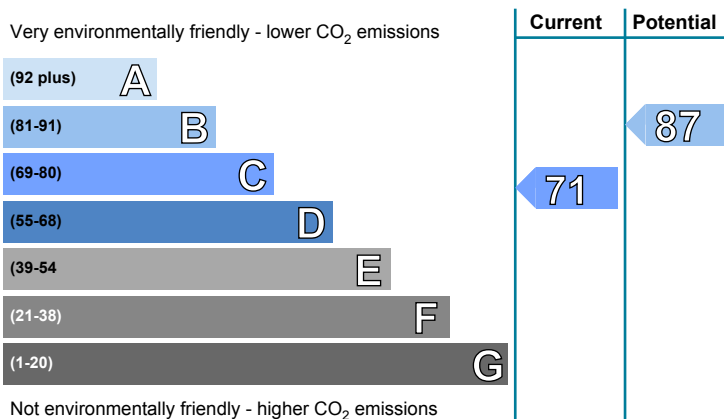 Current Potential
Very environmentally friendly - lower CO2 emissions
(92 plus) A
(81-91) B
87
(69-80) C
71
(55-68) D
(39-54 E
(21-38) F
(1-20) G
Not environmentally friendly - higher CO2 emissions